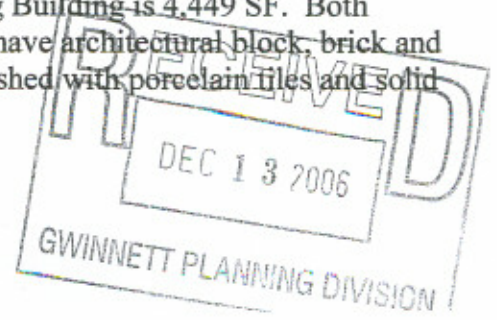 g Building is 4,449 SF. Both
have architectural block, brick and
shed with porcelain tiles and solid
RECEIVED
DEC 13 2006
GWINNETT PLANNING DIVISION